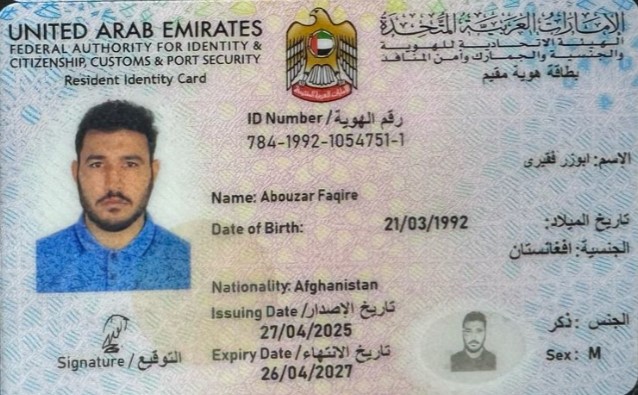 UNITED ARAB EMIRATES
FEDERAL AUTHORITY FOR IDENTITY &
CITIZENSHIP, CUSTOMS & PORT SECURITY
Resident Identity Card
الإمارات العربية المتحدة
الهيئة الاتحادية للهوية
والجنسية والجمارك وأمن المنافذ
بطاقة هوية مقيم
ID Number / رقم الهوية
784-1992-1054751-1
الإسم: ابوزر فقیری
Name: Abouzar Faqire
Date of Birth: 21/03/1992 تاريخ الميلاد:
الجنسية: افغانستان
Nationality: Afghanistan
Issuing Date / تاريخ الإصدار
27/04/2025
Expiry Date / تاريخ الانتهاء
26/04/2027
الجنس: ذكر
Sex: M
Signature / التوقيع